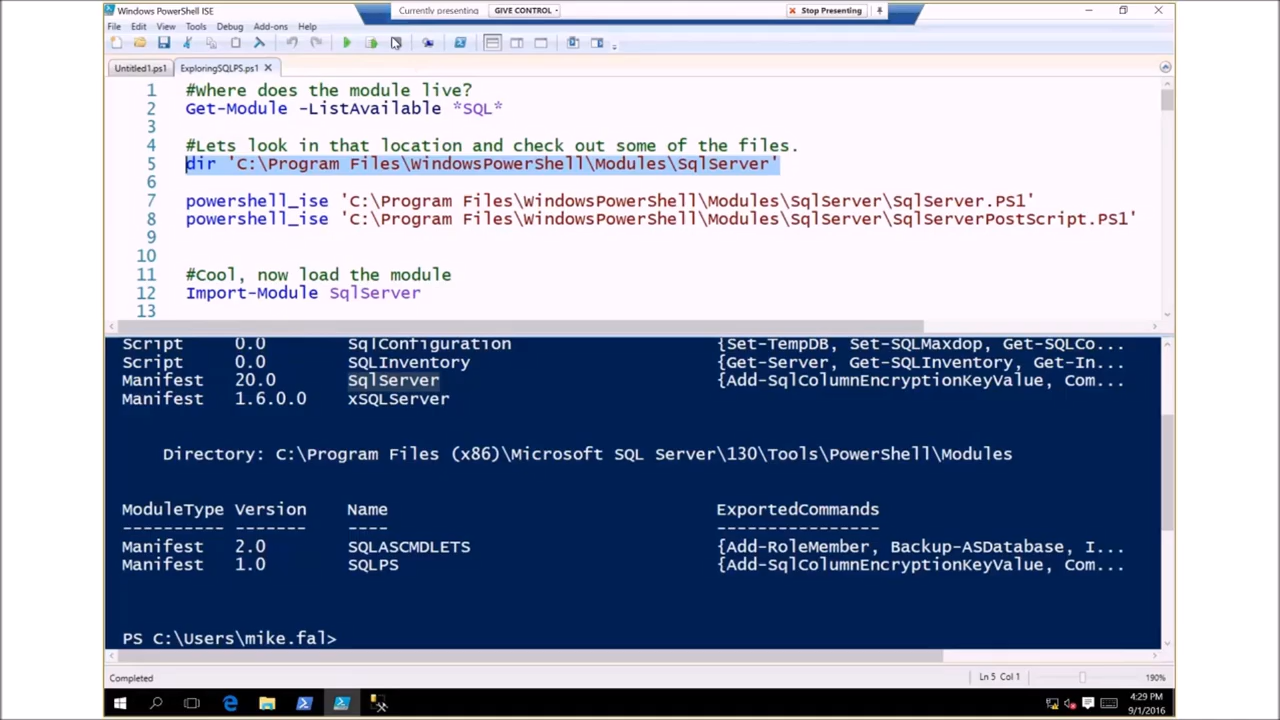 Windows PowerShell ISE
Currently presenting
GIVE CONTROL
Stop Presenting
File Edit View Tools Debug Add-ons Help
Untitled1.ps1 ExploringSQLPS.ps1
1 #Where does the module live?
2 Get-Module -ListAvailable *SQL*
3
4 #Lets look in that location and check out some of the files.
5 dir 'C:\Program Files\WindowsPowerShell\Modules\SqlServer'
6
7 powershell_ise 'C:\Program Files\WindowsPowerShell\Modules\SqlServer\SqlServer.PS1'
8 powershell_ise 'C:\Program Files\WindowsPowerShell\Modules\SqlServer\SqlServerPostScript.PS1'
9
10
11 #Cool, now load the module
12 Import-Module SqlServer
13
Script 0.0 SqlConfiguration {Set-TempDB, Set-SQLMaxdop, Get-SQLCo...
Script 0.0 SQLInventory {Get-Server, Get-SQLInventory, Get-In...
Manifest 20.0 SqlServer {Add-SqlColumnEncryptionKeyValue, Com...
Manifest 1.6.0.0 xSQLServer
Directory: C:\Program Files (x86)\Microsoft SQL Server\130\Tools\PowerShell\Modules
ModuleType Version Name ExportedCommands
---------- ------- ---- ----------------
Manifest 2.0 SQLASCMDLETS {Add-RoleMember, Backup-ASDatabase, I...
Manifest 1.0 SQLPS {Add-SqlColumnEncryptionKeyValue, Com...
PS C:\Users\mike.fal>
Completed
Ln 5 Col 1
190%
4:29 PM
9/1/2016